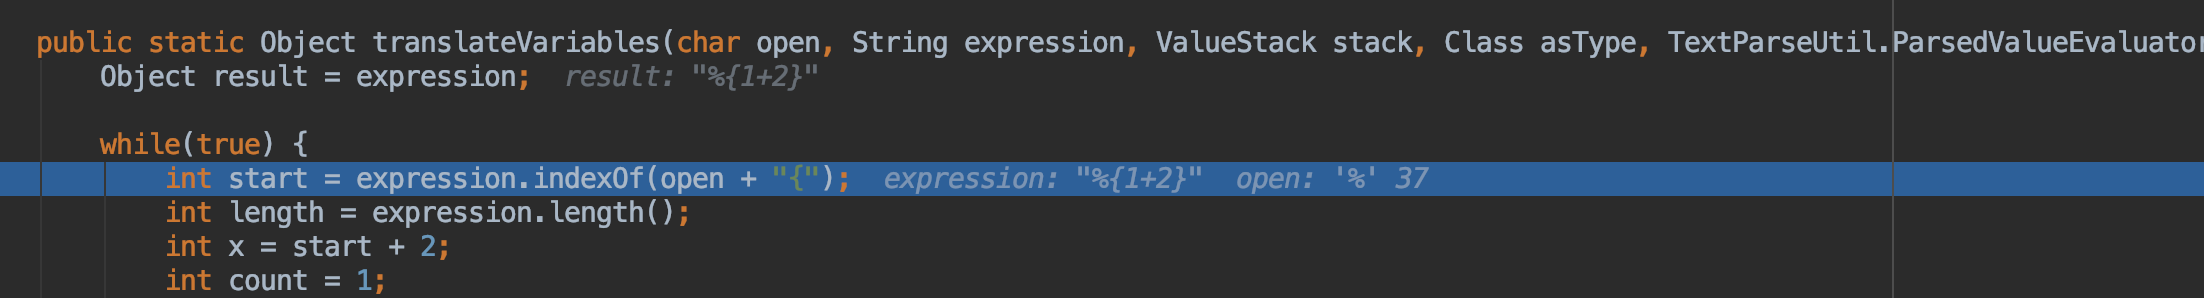 public static Object translateVariables(char open, String expression, ValueStack stack, Class asType, TextParseUtil.ParsedValueEvaluator
Object result = expression;  result: "%{1+2}"
while(true) {
int start = expression.indexOf(open + "{");  expression: "%{1+2}"  open: '%' 37
int length = expression.length();
int x = start + 2;
int count = 1;